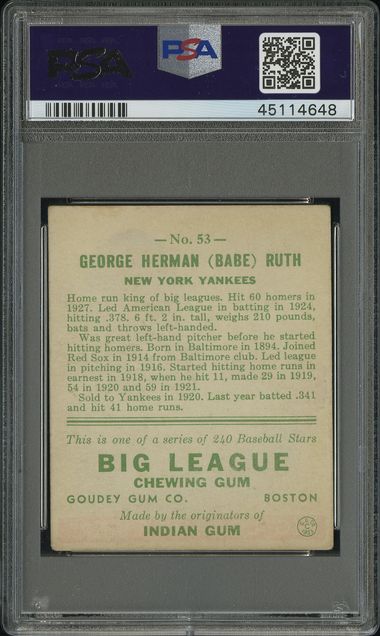 PSA
PSA
45114648
— No. 53 —
GEORGE HERMAN (BABE) RUTH
NEW YORK YANKEES
Home run king of big leagues. Hit 60 homers in
1927. Led American League in batting in 1924,
hitting .378. 6 ft. 2 in. tall, weighs 210 pounds,
bats and throws left-handed.
Was great left-hand pitcher before he started
hitting homers. Born in Baltimore in 1894. Joined
Red Sox in 1914 from Baltimore club. Led league
in pitching in 1916. Started hitting home runs in
earnest in 1918, when he hit 11, made 29 in 1919,
54 in 1920 and 59 in 1921.
Sold to Yankees in 1920. Last year batted .341
and hit 41 home runs.
This is one of a series of 240 Baseball Stars
BIG LEAGUE
CHEWING GUM
GOUDEY GUM CO. BOSTON
Made by the originators of
INDIAN GUM